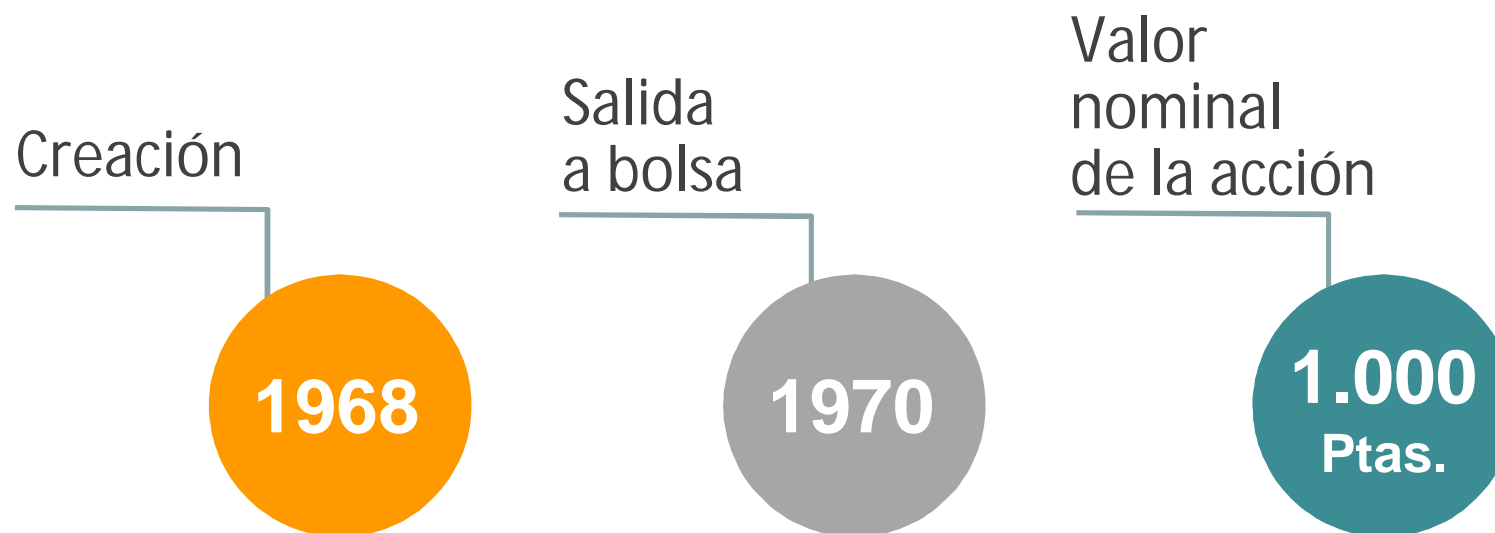 Creación
1968
Salida
a bolsa
1970
Valor
nominal
de la acción
1.000
Ptas.